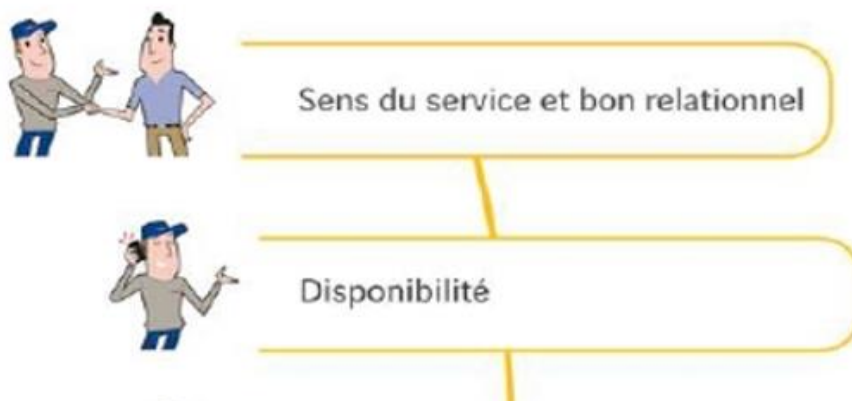 Sens du service et bon relationnel
Disponibilité